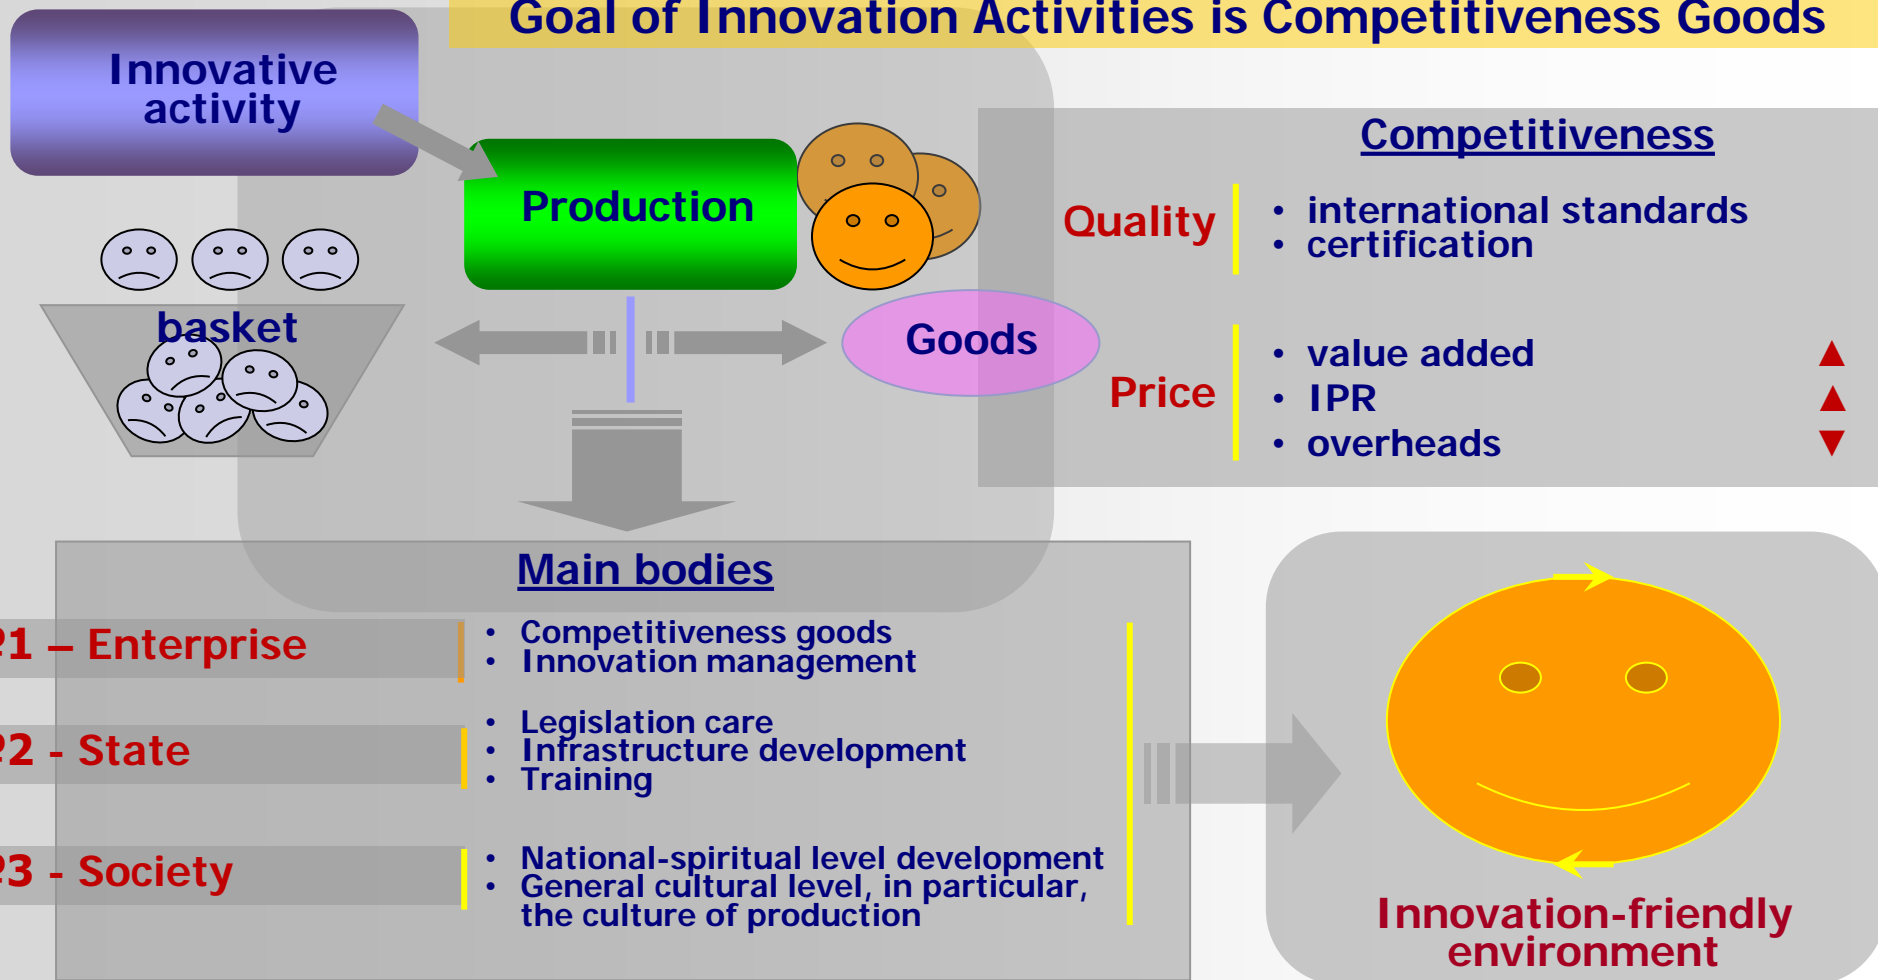 Goal of Innovation Activities is Competitiveness Goods
Innovative
activity
Production
basket
Goods
Competitiveness
Quality
• international standards
• certification
Price
• value added ▲
• IPR ▲
• overheads ▼
Main bodies
1 – Enterprise
• Competitiveness goods
• Innovation management
2 - State
• Legislation care
• Infrastructure development
• Training
3 - Society
• National-spiritual level development
• General cultural level, in particular,
the culture of production
Innovation-friendly
environment